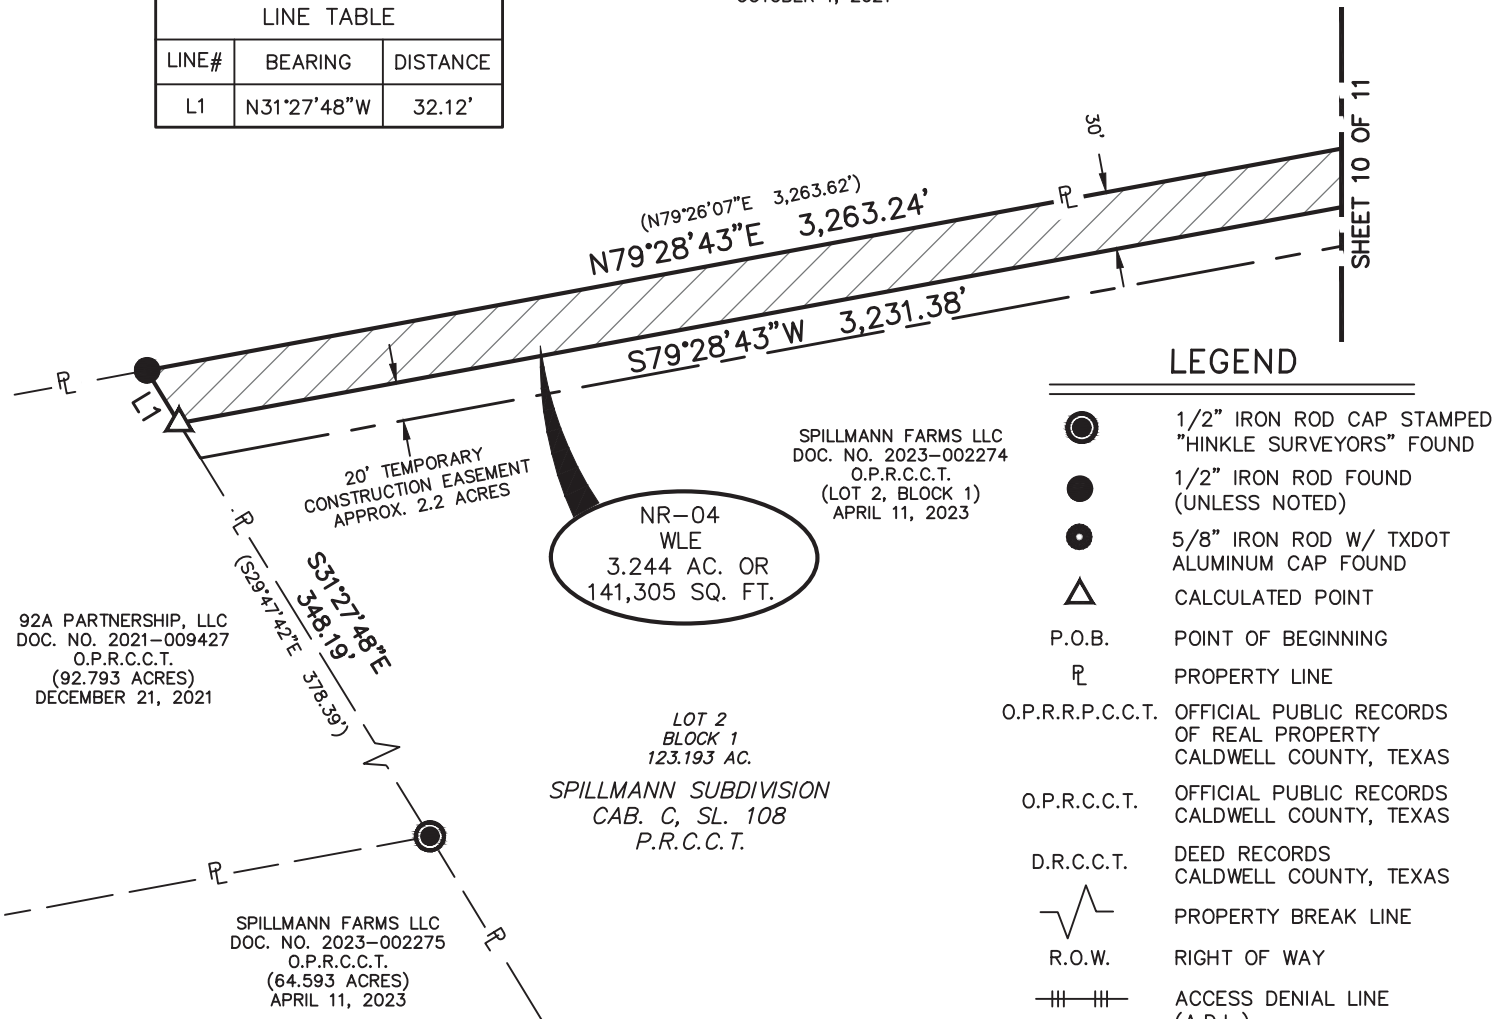 LINE TABLE
LINE# BEARING DISTANCE
L1 N31°27'48"W 32.12'
30'
SHEET 10 OF 11
(N79°26'07"E 3,263.62')
N79°28'43"E 3,263.24'
S79°28'43"W 3,231.38'
L1
20' TEMPORARY
CONSTRUCTION EASEMENT
APPROX. 2.2 ACRES
NR-04
WLE
3.244 AC. OR
141,305 SQ. FT.
SPILLMANN FARMS LLC
DOC. NO. 2023-002274
O.P.R.C.C.T.
(LOT 2, BLOCK 1)
APRIL 11, 2023
S31°27'48"E
348.19'
(S29°47'42"E 378.39')
92A PARTNERSHIP, LLC
DOC. NO. 2021-009427
O.P.R.C.C.T.
(92.793 ACRES)
DECEMBER 21, 2021
LOT 2
BLOCK 1
123.193 AC.
SPILLMANN SUBDIVISION
CAB. C, SL. 108
P.R.C.C.T.
SPILLMANN FARMS LLC
DOC. NO. 2023-002275
O.P.R.C.C.T.
(64.593 ACRES)
APRIL 11, 2023
LEGEND
1/2" IRON ROD CAP STAMPED
"HINKLE SURVEYORS" FOUND
1/2" IRON ROD FOUND
(UNLESS NOTED)
5/8" IRON ROD W/ TXDOT
ALUMINUM CAP FOUND
CALCULATED POINT
P.O.B. POINT OF BEGINNING
PL PROPERTY LINE
O.P.R.R.P.C.C.T. OFFICIAL PUBLIC RECORDS
OF REAL PROPERTY
CALDWELL COUNTY, TEXAS
O.P.R.C.C.T. OFFICIAL PUBLIC RECORDS
CALDWELL COUNTY, TEXAS
D.R.C.C.T. DEED RECORDS
CALDWELL COUNTY, TEXAS
PROPERTY BREAK LINE
R.O.W. RIGHT OF WAY
ACCESS DENIAL LINE